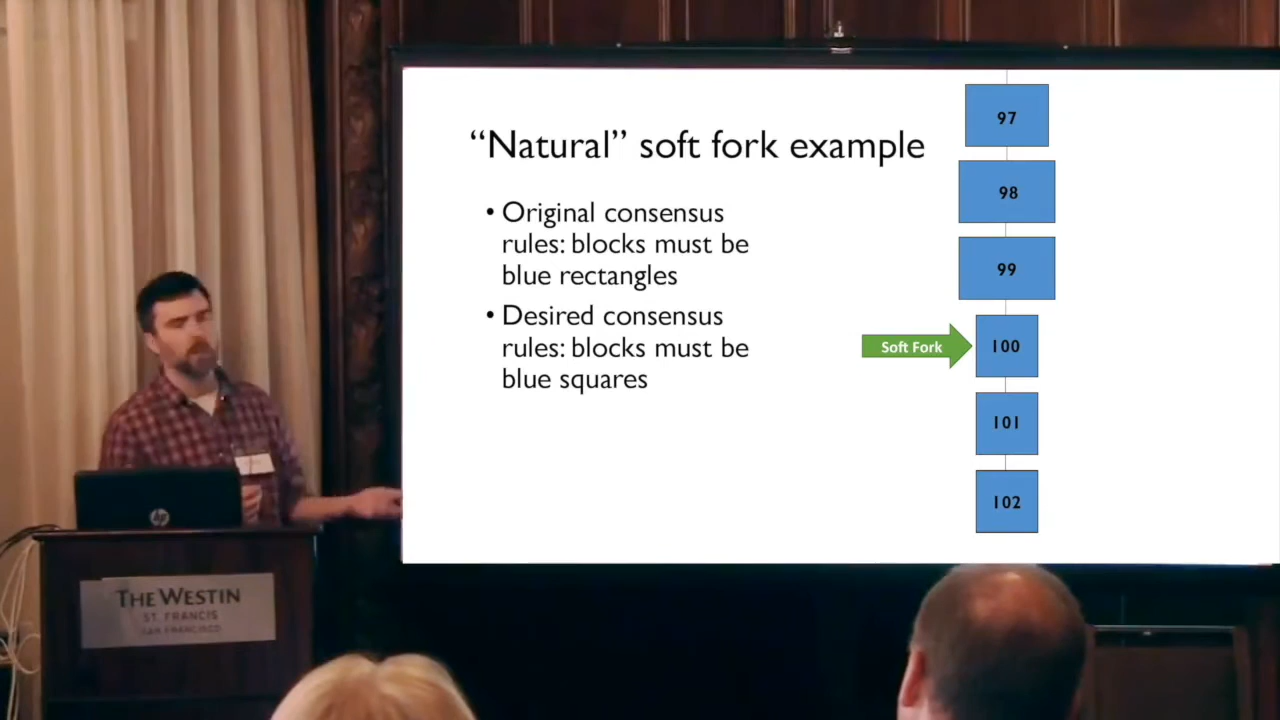 "Natural" soft fork example
• Original consensus
rules: blocks must be
blue rectangles
• Desired consensus
rules: blocks must be
blue squares
97
98
99
Soft Fork
100
101
102
hp
THE WESTIN
ST. FRANCIS
SAN FRANCISCO